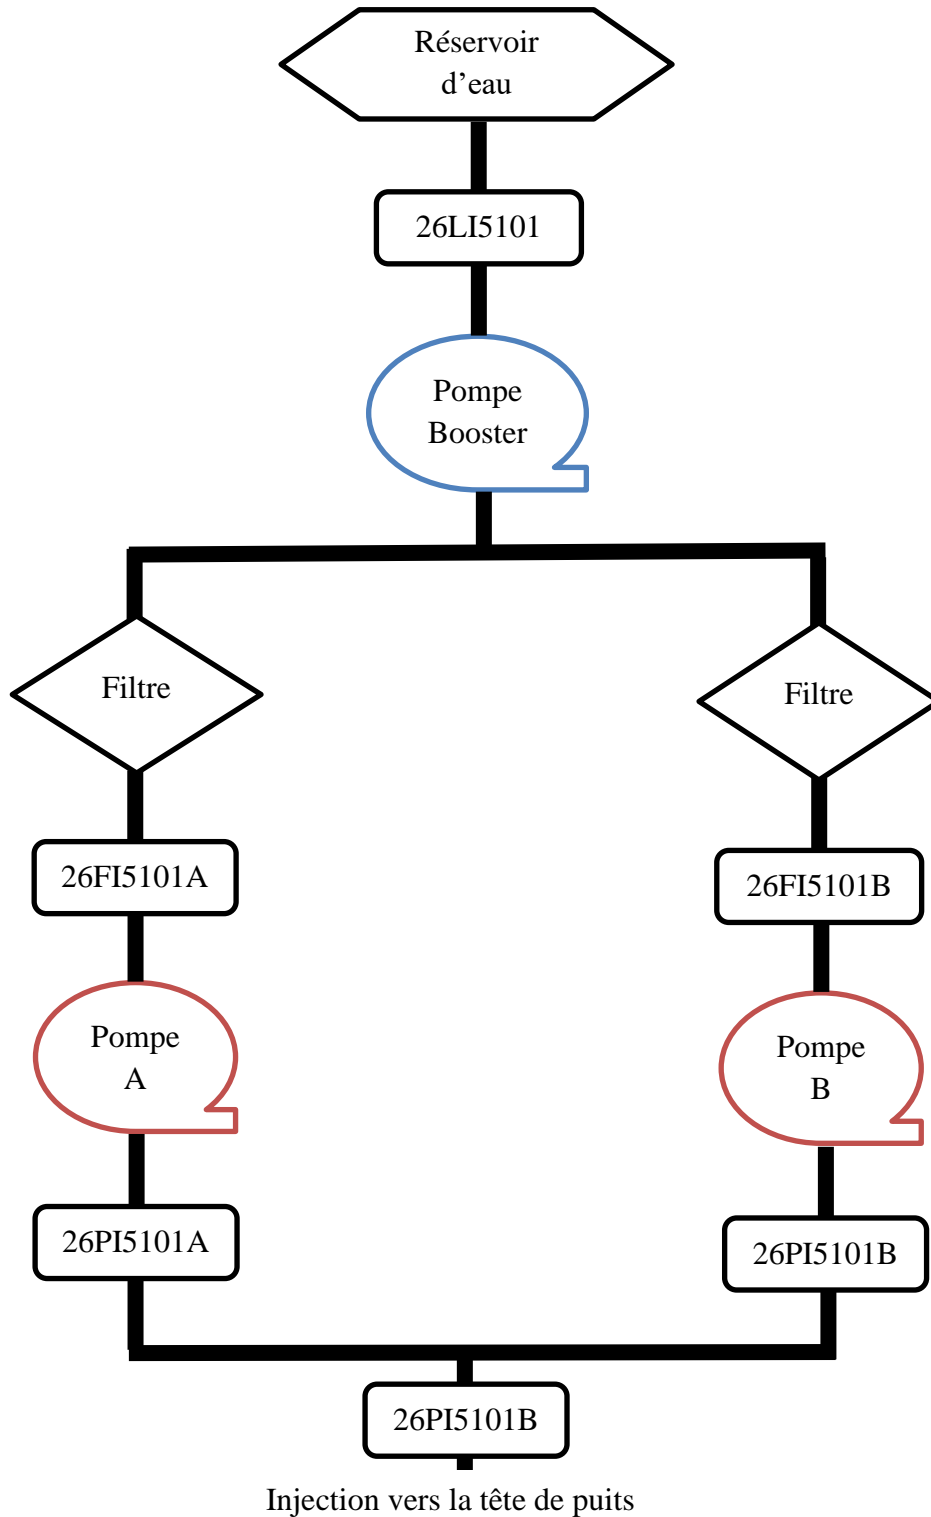 Réservoir
d’eau
26LI5101
Pompe
Booster
Filtre
Filtre
26FI5101A
26FI5101B
Pompe
A
Pompe
B
26PI5101A
26PI5101B
26PI5101B
Injection vers la tête de puits